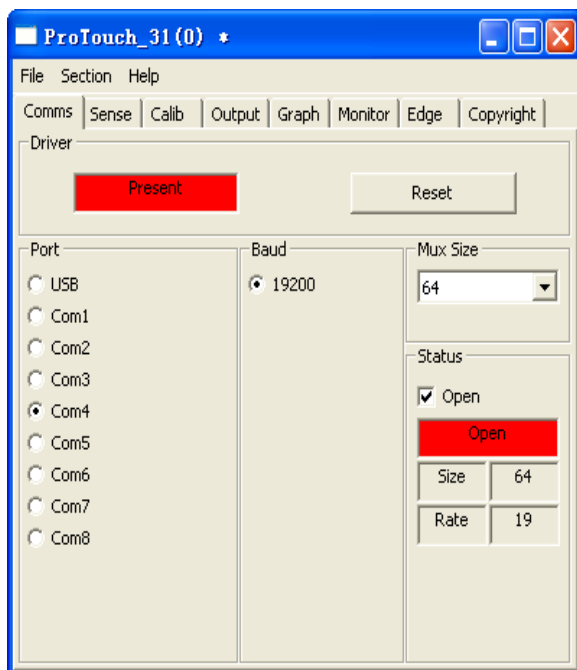 ProTouch_31(0) *
File Section Help
Comms Sense Calib Output Graph Monitor Edge Copyright
Driver
Present Reset
Port Baud Mux Size
USB 19200 64
Com1
Com2
Status
Com3
Com4 Open
Com5 Open
Com6 Size 64
Com7 Rate 19
Com8